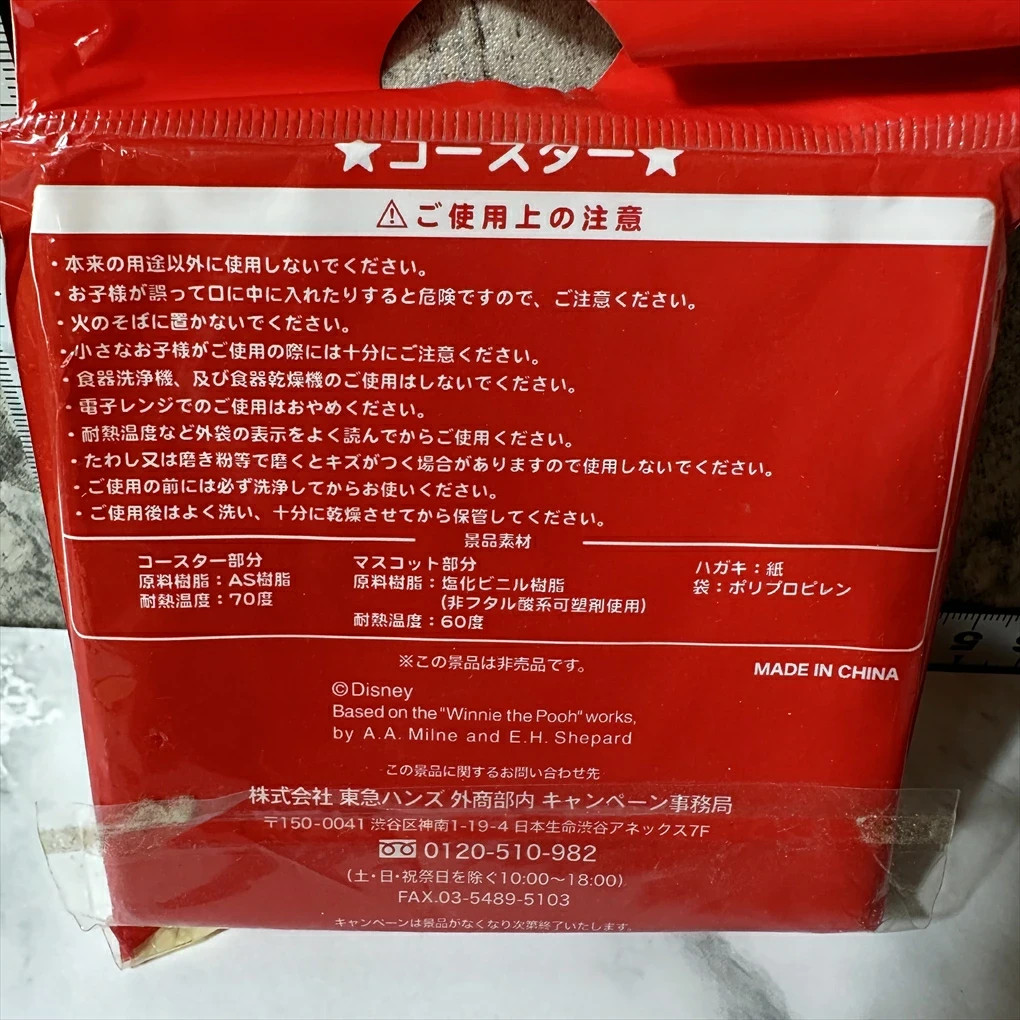 ★コースター★
⚠ご使用上の注意
・本来の用途以外に使用しないでください。
・お子様が誤って口に中に入れたりすると危険ですので、ご注意ください。
・火のそばに置かないでください。
・小さなお子様がご使用の際には十分にご注意ください。
・食器洗浄機、及び食器乾燥機のご使用はしないでください。
・電子レンジでのご使用はおやめください。
・耐熱温度など外袋の表示をよく読んでからご使用ください。
・たわし又は磨き粉等で磨くとキズがつく場合がありますので使用しないでください。
・ご使用の前には必ず洗浄してからお使いください。
・ご使用後はよく洗い、十分に乾燥させてから保管してください。
景品素材
コースター部分
原料樹脂：AS樹脂
耐熱温度：70度
マスコット部分
原料樹脂：塩化ビニル樹脂
(非フタル酸系可塑剤使用)
耐熱温度：60度
ハガキ：紙
袋：ポリプロピレン
※この景品は非売品です。
MADE IN CHINA
©Disney
Based on the "Winnie the Pooh" works,
by A.A. Milne and E.H. Shepard
この景品に関するお問い合わせ先
株式会社 東急ハンズ 外商部内 キャンペーン事務局
〒150-0041 渋谷区神南1-19-4 日本生命渋谷アネックス7F
0120-510-982
(土・日・祝祭日を除く10:00～18:00)
FAX.03-5489-5103
キャンペーンは景品がなくなり次第終了いたします。